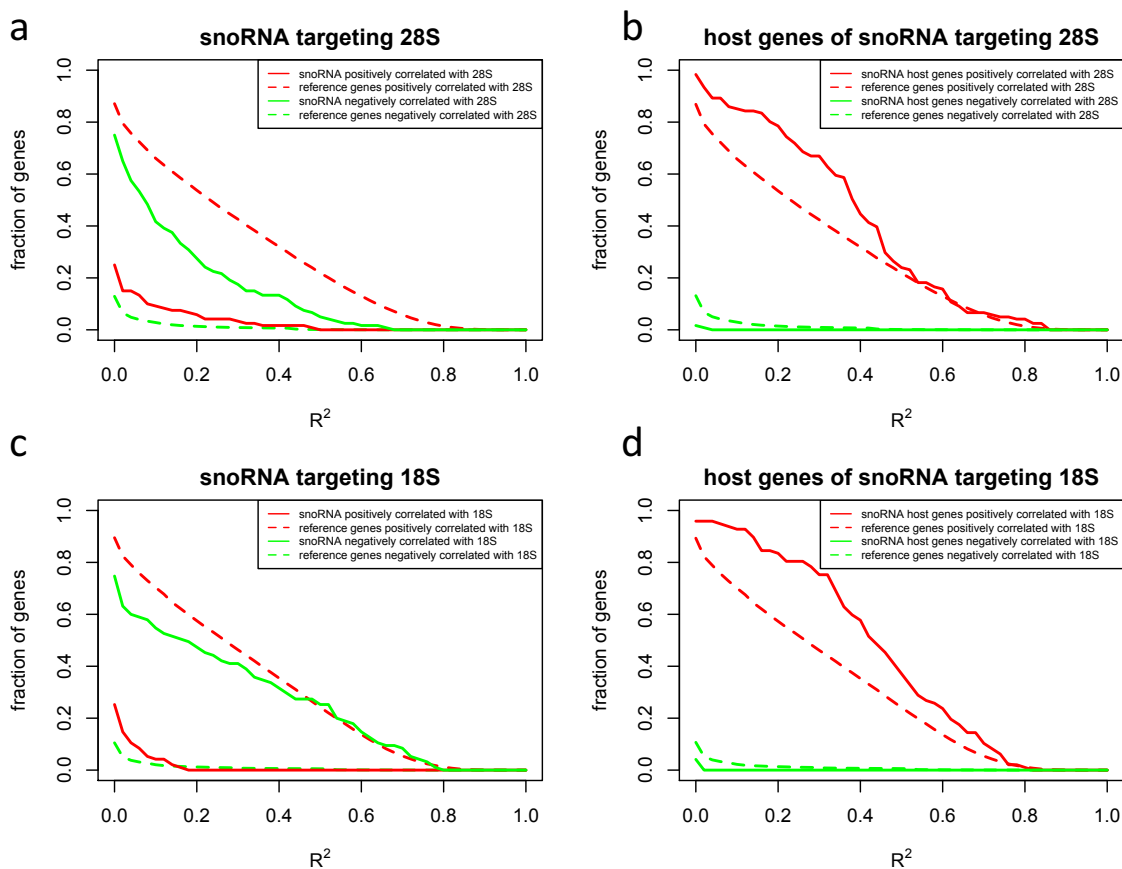 a
snoRNA targeting 28S
snoRNA positively correlated with 28S
reference genes positively correlated with 28S
snoRNA negatively correlated with 28S
reference genes negatively correlated with 28S
fraction of genes
0.0 0.2 0.4 0.6 0.8 1.0
0.0 0.2 0.4 0.6 0.8 1.0
R²
b
host genes of snoRNA targeting 28S
snoRNA host genes positively correlated with 28S
reference genes positively correlated with 28S
snoRNA host genes negatively correlated with 28S
reference genes negatively correlated with 28S
fraction of genes
0.0 0.2 0.4 0.6 0.8 1.0
0.0 0.2 0.4 0.6 0.8 1.0
R²
c
snoRNA targeting 18S
snoRNA positively correlated with 18S
reference genes positively correlated with 18S
snoRNA negatively correlated with 18S
reference genes negatively correlated with 18S
fraction of genes
0.0 0.2 0.4 0.6 0.8 1.0
0.0 0.2 0.4 0.6 0.8 1.0
R²
d
host genes of snoRNA targeting 18S
snoRNA host genes positively correlated with 18S
reference genes positively correlated with 18S
snoRNA host genes negatively correlated with 18S
reference genes negatively correlated with 18S
fraction of genes
0.0 0.2 0.4 0.6 0.8 1.0
0.0 0.2 0.4 0.6 0.8 1.0
R²